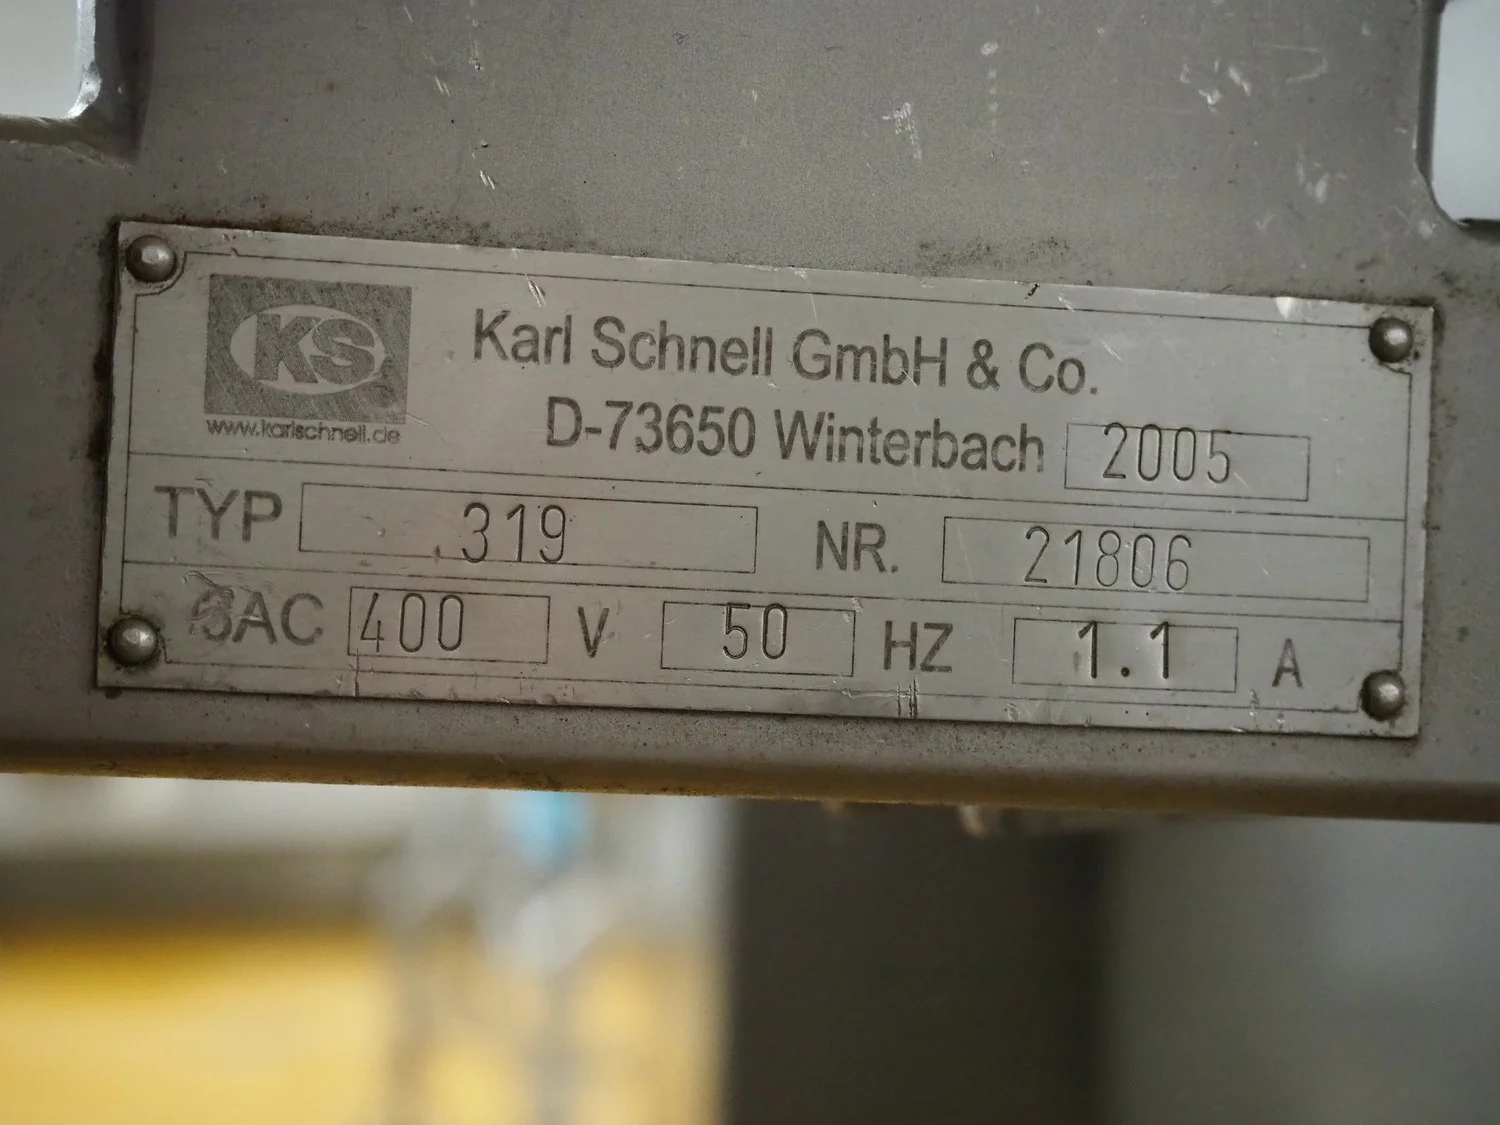 KS
www.karlschnell.de
Karl Schnell GmbH & Co.
D-73650 Winterbach 2005
TYP 319 NR. 21806
3AC 400 V 50 HZ 1.1 A